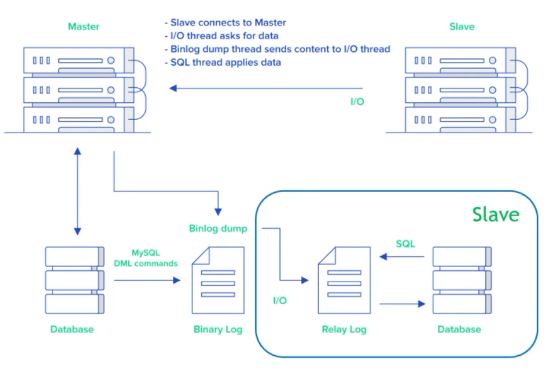 Master
- Slave connects to Master
- I/O thread asks for data
- Binlog dump thread sends content to I/O thread
- SQL thread applies data
Slave
I/O
Slave
Binlog dump
MySQL
DML commands
SQL
I/O
Database
Binary Log
Relay Log
Database